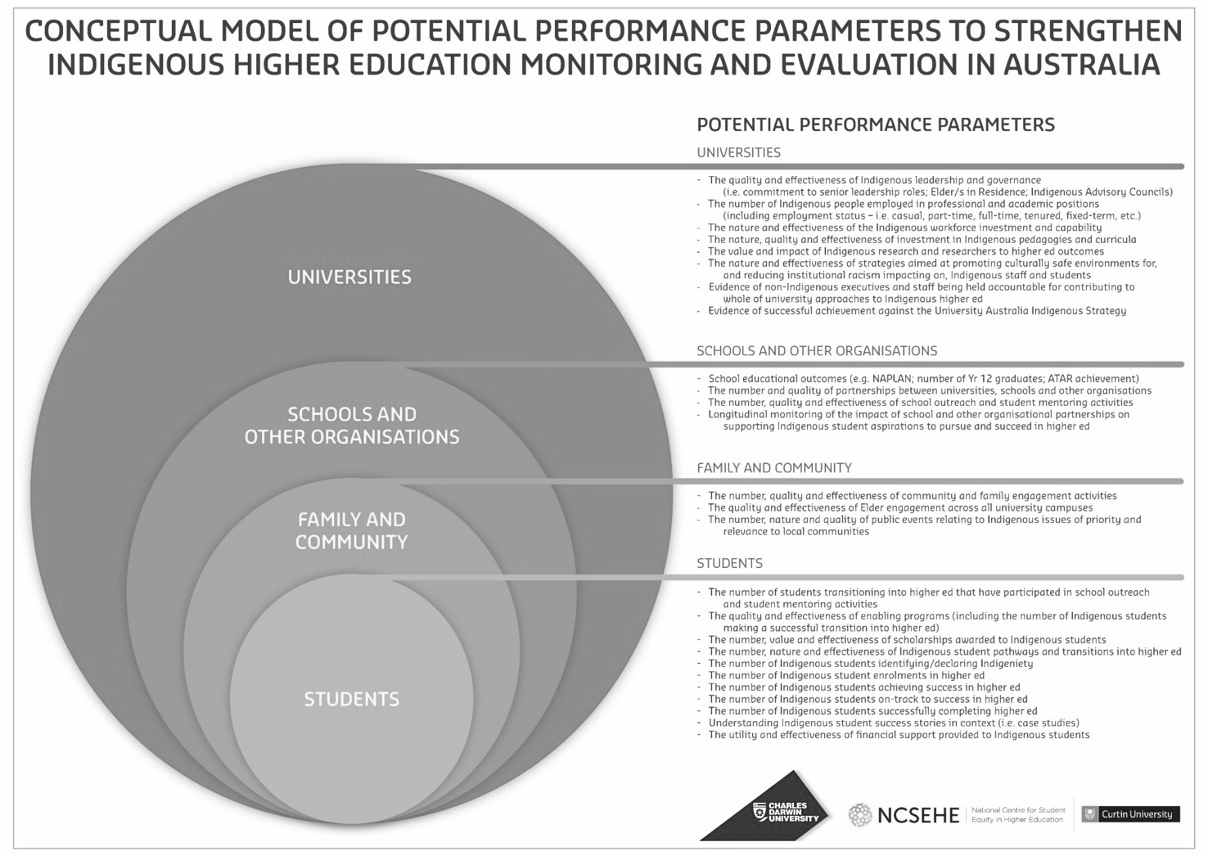 CONCEPTUAL MODEL OF POTENTIAL PERFORMANCE PARAMETERS TO STRENGTHEN
INDIGENOUS HIGHER EDUCATION MONITORING AND EVALUATION IN AUSTRALIA
UNIVERSITIES
SCHOOLS AND
OTHER ORGANISATIONS
FAMILY AND
COMMUNITY
STUDENTS
POTENTIAL PERFORMANCE PARAMETERS
UNIVERSITIES
- The quality and effectiveness of Indigenous leadership and governance
(i.e. commitment to senior leadership roles; Elder/s in Residence; Indigenous Advisory Councils)
- The number of Indigenous people employed in professional and academic positions
(including employment status – i.e. casual, part-time, full-time, tenured, fixed-term, etc.)
- The nature and effectiveness of the Indigenous workforce investment and capability
- The nature, quality and effectiveness of investment in Indigenous pedagogies and curricula
- The value and impact of Indigenous research and researchers to higher ed outcomes
- The nature and effectiveness of strategies aimed at promoting culturally safe environments for,
and reducing institutional racism impacting on, Indigenous staff and students
- Evidence of non-Indigenous executives and staff being held accountable for contributing to
whole of university approaches to Indigenous higher ed
- Evidence of successful achievement against the University Australia Indigenous Strategy
SCHOOLS AND OTHER ORGANISATIONS
- School educational outcomes (e.g. NAPLAN; number of Yr 12 graduates; ATAR achievement)
- The number and quality of partnerships between universities, schools and other organisations
- The number, quality and effectiveness of school outreach and student mentoring activities
- Longitudinal monitoring of the impact of school and other organisational partnerships on
supporting Indigenous student aspirations to pursue and succeed in higher ed
FAMILY AND COMMUNITY
- The number, quality and effectiveness of community and family engagement activities
- The quality and effectiveness of Elder engagement across all university campuses
- The number, nature and quality of public events relating to Indigenous issues of priority and
relevance to local communities
STUDENTS
- The number of students transitioning into higher ed that have participated in school outreach
and student mentoring activities
- The quality and effectiveness of enabling programs (including the number of Indigenous students
making a successful transition into higher ed)
- The number, value and effectiveness of scholarships awarded to Indigenous students
- The number, nature and effectiveness of Indigenous student pathways and transitions into higher ed
- The number of Indigenous students identifying/declaring Indigeniety
- The number of Indigenous student enrolments in higher ed
- The number of Indigenous students achieving success in higher ed
- The number of Indigenous students on-track to success in higher ed
- The number of Indigenous students successfully completing higher ed
- Understanding Indigenous student success stories in context (i.e. case studies)
- The utility and effectiveness of financial support provided to Indigenous students
CHARLES
DARWIN
UNIVERSITY
NCSEHE
National Centre for Student
Equity in Higher Education
Curtin University